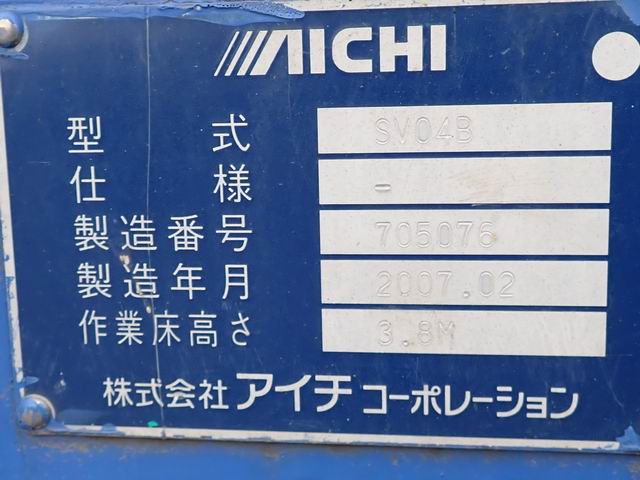 AICHI
型式 SV04B
仕様 -
製造番号 705076
製造年月 2007.02
作業床高さ 3.8M
株式会社アイチコーポレーション